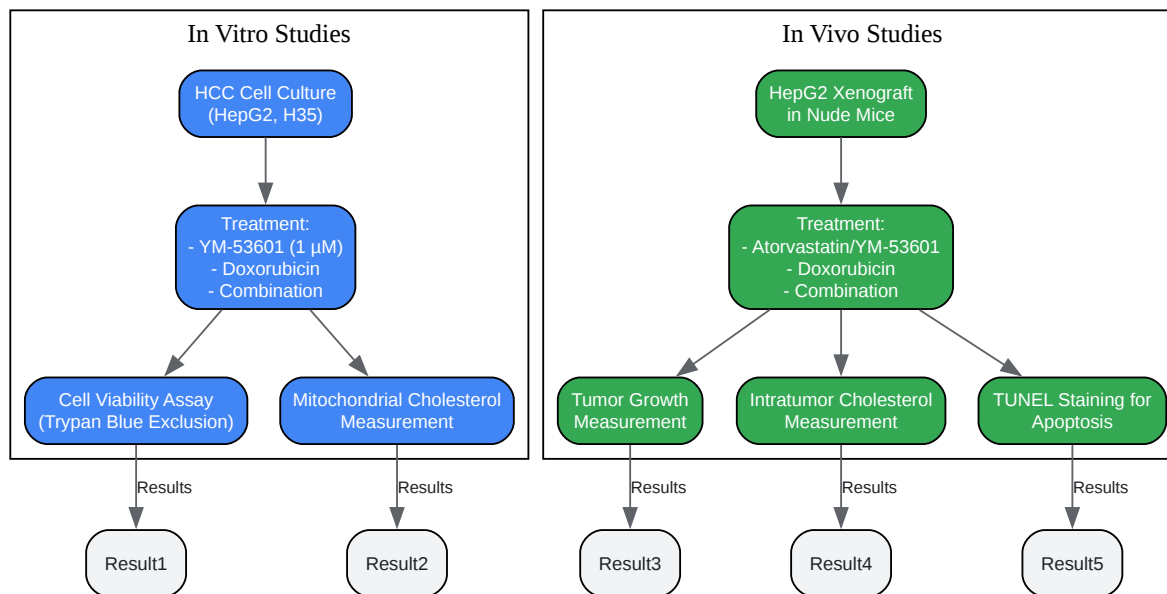 In Vitro Studies
HCC Cell Culture
(HepG2, H35)
Treatment:
- YM-53601 (1 µM)
- Doxorubicin
- Combination
Cell Viability Assay
(Trypan Blue Exclusion)
Mitochondrial Cholesterol
Measurement
Results
Results
Result1
Result2
In Vivo Studies
HepG2 Xenograft
in Nude Mice
Treatment:
- Atorvastatin/YM-53601
- Doxorubicin
- Combination
Tumor Growth
Measurement
Intratumor Cholesterol
Measurement
TUNEL Staining for
Apoptosis
Results
Results
Results
Result3
Result4
Result5